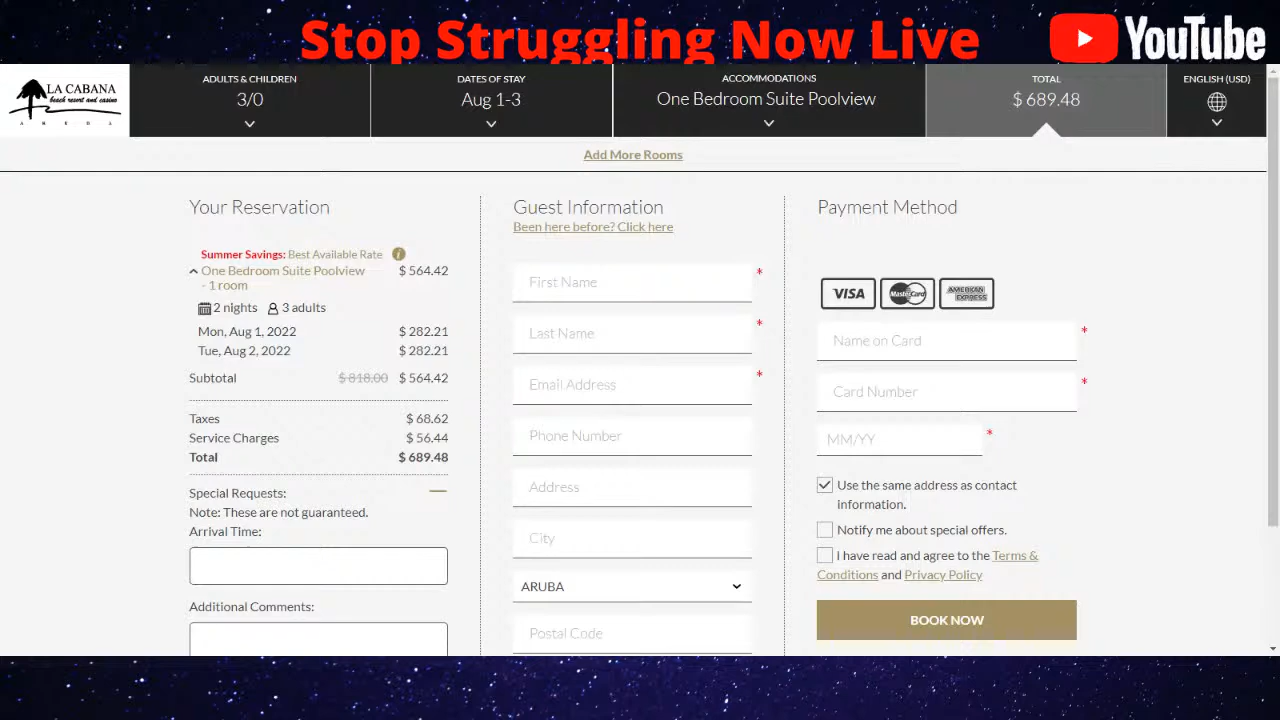 Stop Struggling Now Live
YouTube
LA CABANA
beach resort and casino
ARUBA
ADULTS & CHILDREN
3/0
DATES OF STAY
Aug 1-3
ACCOMMODATIONS
One Bedroom Suite Poolview
TOTAL
$ 689.48
ENGLISH (USD)
Add More Rooms
Your Reservation
Summer Savings: Best Available Rate i
One Bedroom Suite Poolview $ 564.42
- 1 room
2 nights 3 adults
Mon, Aug 1, 2022 $ 282.21
Tue, Aug 2, 2022 $ 282.21
Subtotal $ 818.00 $ 564.42
Taxes $ 68.62
Service Charges $ 56.44
Total $ 689.48
Special Requests:
Note: These are not guaranteed.
Arrival Time:
Additional Comments:
Guest Information
Been here before? Click here
First Name *
Last Name *
Email Address *
Phone Number
Address
City
ARUBA
Postal Code
Payment Method
VISA MasterCard AMERICAN EXPRESS
Name on Card *
Card Number *
MM/YY *
Use the same address as contact
information.
Notify me about special offers.
I have read and agree to the Terms &
Conditions and Privacy Policy
BOOK NOW